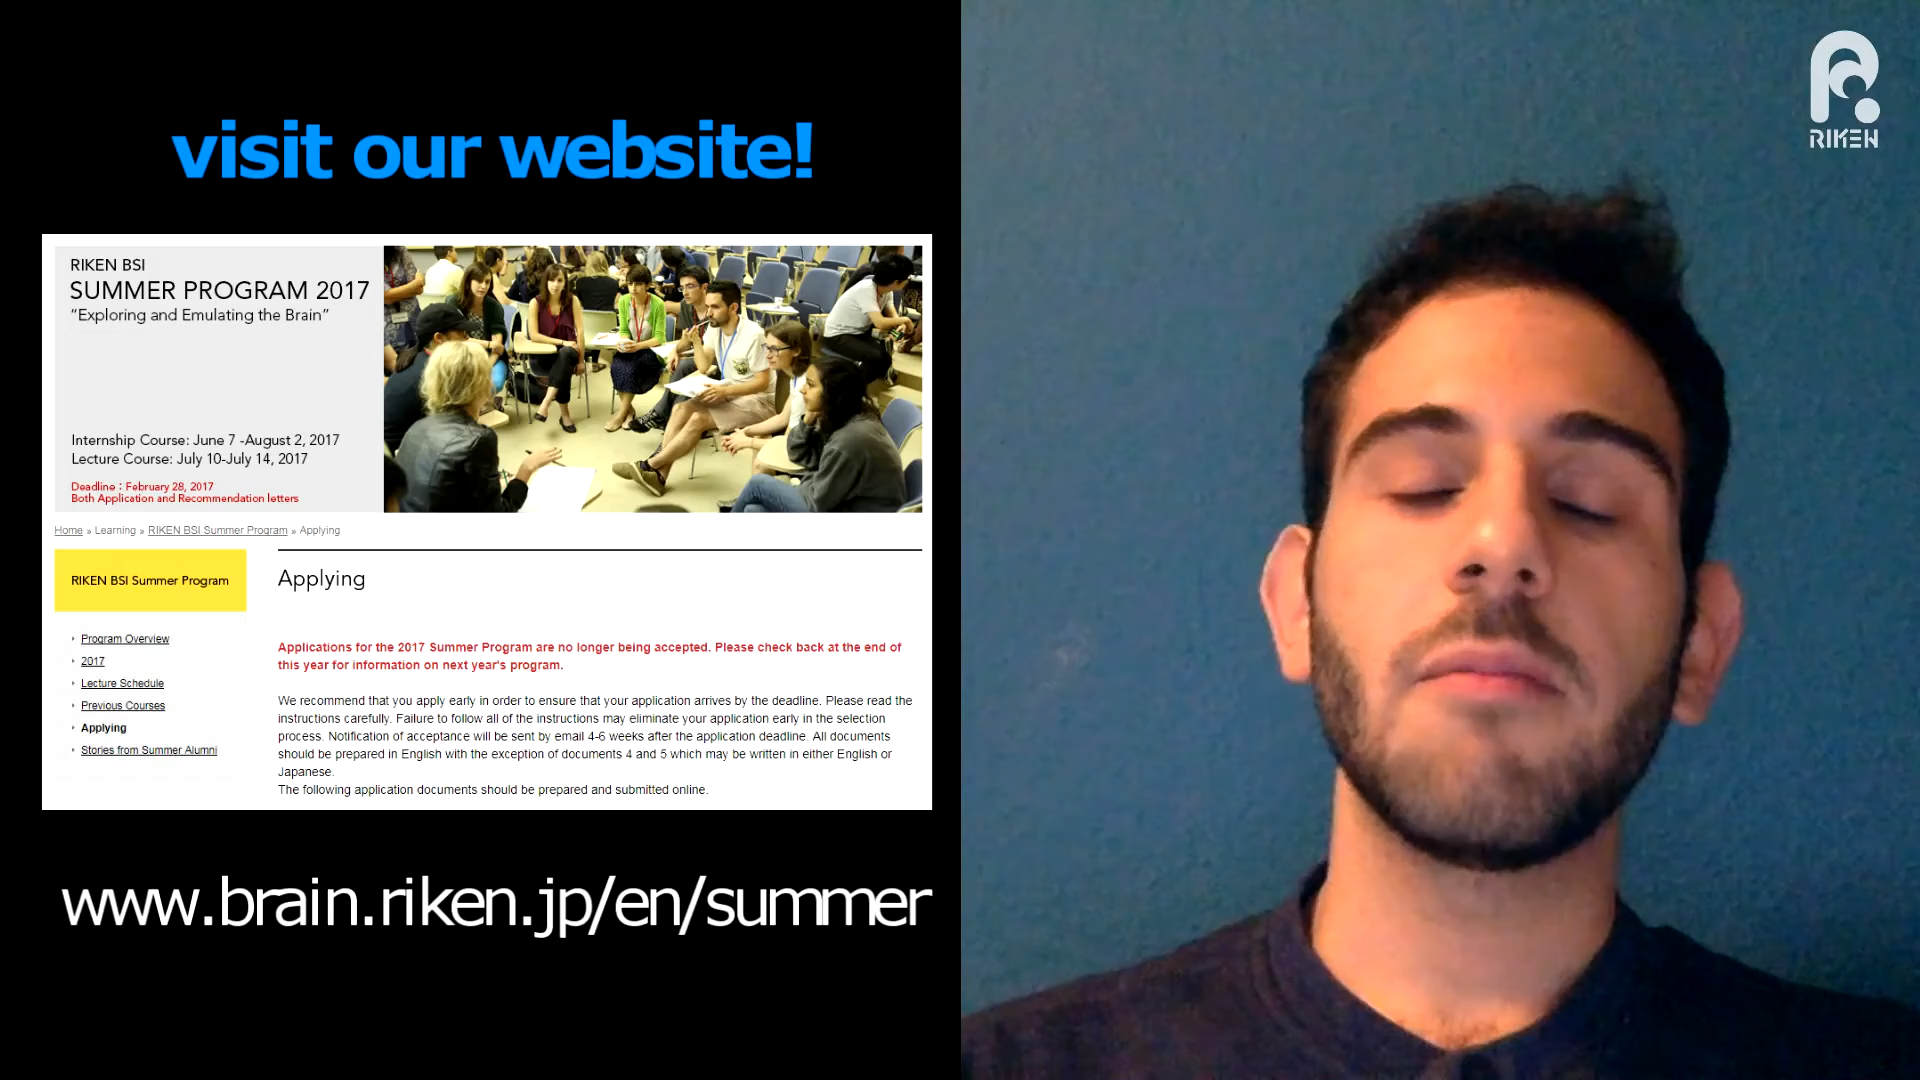 visit our website!
RIKEN BSI
SUMMER PROGRAM 2017
“Exploring and Emulating the Brain”
Internship Course: June 7 -August 2, 2017
Lecture Course: July 10-July 14, 2017
Deadline : February 28, 2017
Both Application and Recommendation letters
Home » Learning » RIKEN BSI Summer Program » Applying
RIKEN BSI Summer Program
Program Overview
2017
Lecture Schedule
Previous Courses
Applying
Stories from Summer Alumni
Applying
Applications for the 2017 Summer Program are no longer being accepted. Please check back at the end of
this year for information on next year's program.
We recommend that you apply early in order to ensure that your application arrives by the deadline. Please read the
instructions carefully. Failure to follow all of the instructions may eliminate your application early in the selection
process. Notification of acceptance will be sent by email 4-6 weeks after the application deadline. All documents
should be prepared in English with the exception of documents 4 and 5 which may be written in either English or
Japanese.
The following application documents should be prepared and submitted online.
www.brain.riken.jp/en/summer
RIKEN